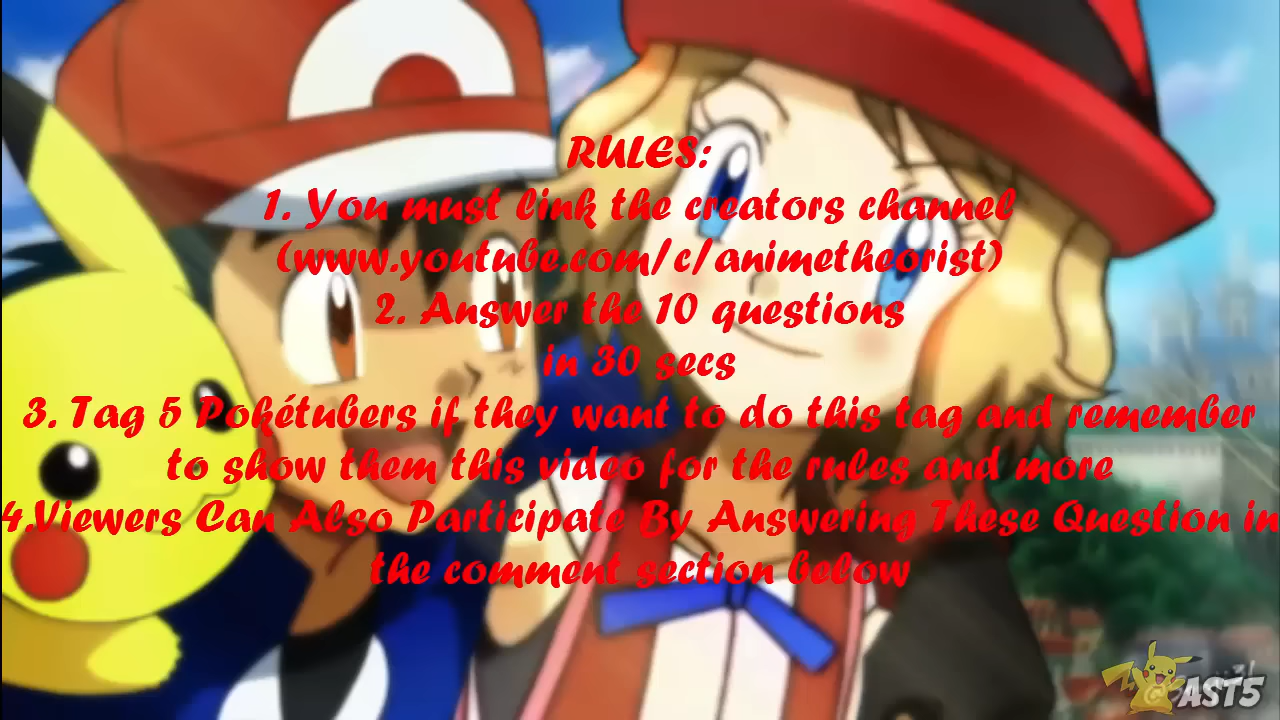 RULES:
1. You must link the creators channel
(www.youtube.com/c/animetheorist)
2. Answer the 10 questions
in 30 secs
3. Tag 5 Pokétubers if they want to do this tag and remember
to show them this video for the rules and more
4.Viewers Can Also Participate By Answering These Question in
the comment section below
@AST5